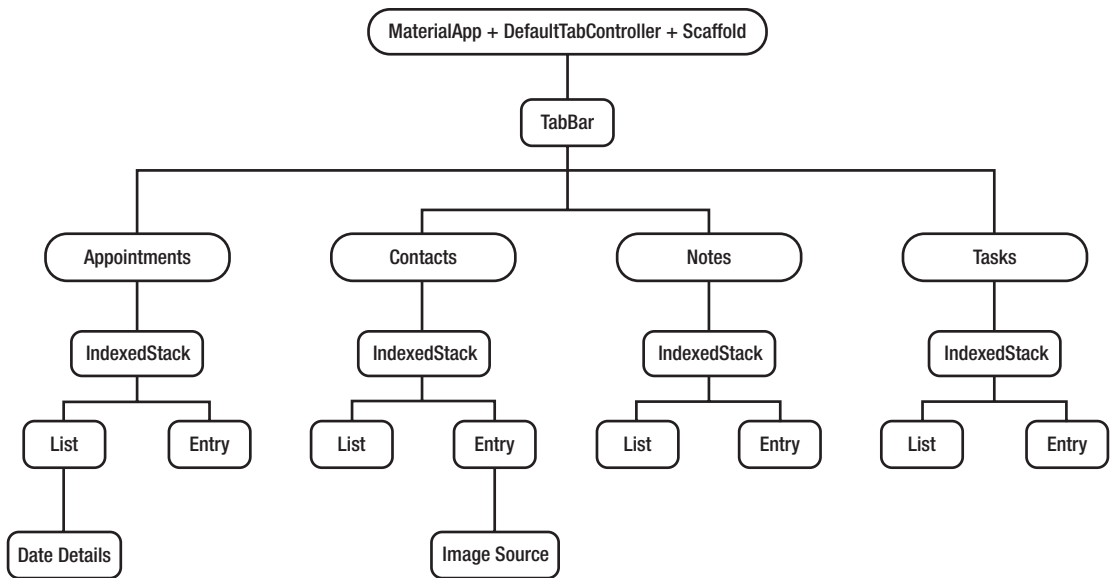 MaterialApp + DefaultTabController + Scaffold
TabBar
Appointments
Contacts
Notes
Tasks
IndexedStack
IndexedStack
IndexedStack
IndexedStack
List
Entry
List
Entry
List
Entry
List
Entry
Date Details
Image Source